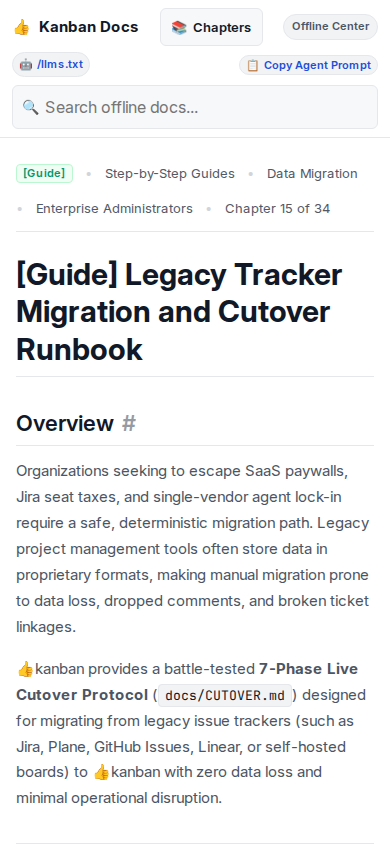 👍 Kanban Docs
📚 Chapters
Offline Center
🤖 /llms.txt
📋 Copy Agent Prompt
🔍 Search offline docs...
[Guide] • Step-by-Step Guides • Data Migration
• Enterprise Administrators • Chapter 15 of 34
[Guide] Legacy Tracker
Migration and Cutover
Runbook
Overview #
Organizations seeking to escape SaaS paywalls,
Jira seat taxes, and single-vendor agent lock-in
require a safe, deterministic migration path. Legacy
project management tools often store data in
proprietary formats, making manual migration prone
to data loss, dropped comments, and broken ticket
linkages.
👍kanban provides a battle-tested 7-Phase Live
Cutover Protocol (docs/CUTOVER.md) designed
for migrating from legacy issue trackers (such as
Jira, Plane, GitHub Issues, Linear, or self-hosted
boards) to 👍kanban with zero data loss and
minimal operational disruption.